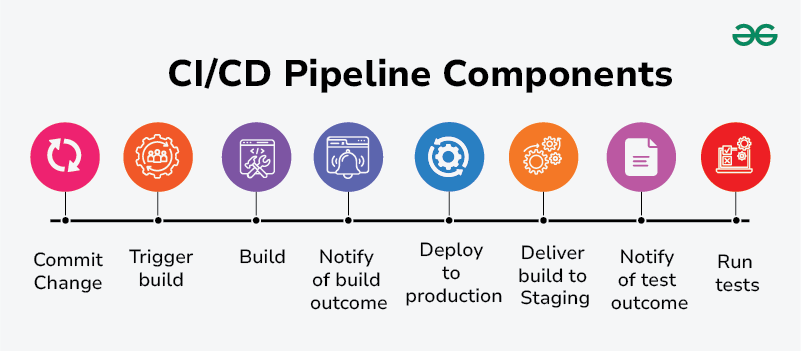 CI/CD Pipeline Components
Commit
Change
Trigger
build
Build
Notify
of build
outcome
Deploy
to
production
Deliver
build to
Staging
Notify
of test
outcome
Run
tests